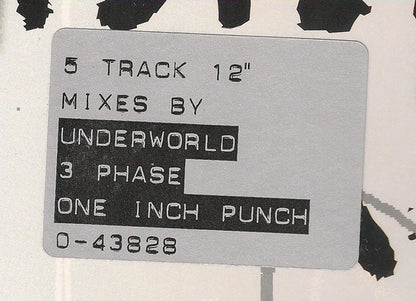 5 TRACK 12"
MIXES BY
UNDERWORLD
3 PHASE
ONE INCH PUNCH
0-43828